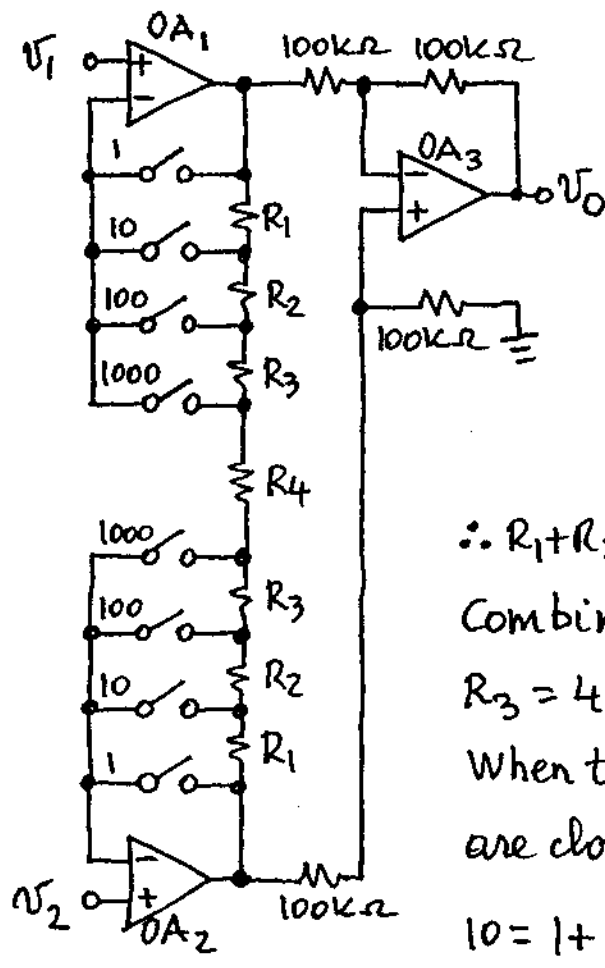 OA₁
100kΩ 100kΩ
v₁
+
−
1
OA₃
−
+
v₀
R₁
10
R₂
100
100kΩ
R₃
1000
R₄
1000
∴ R₁+R
R₃
100
Combin
R₂
10
R₃ = 4
R₁
1
When t
are clo
−
+
v₂
OA₂
100kΩ
10 = 1 +